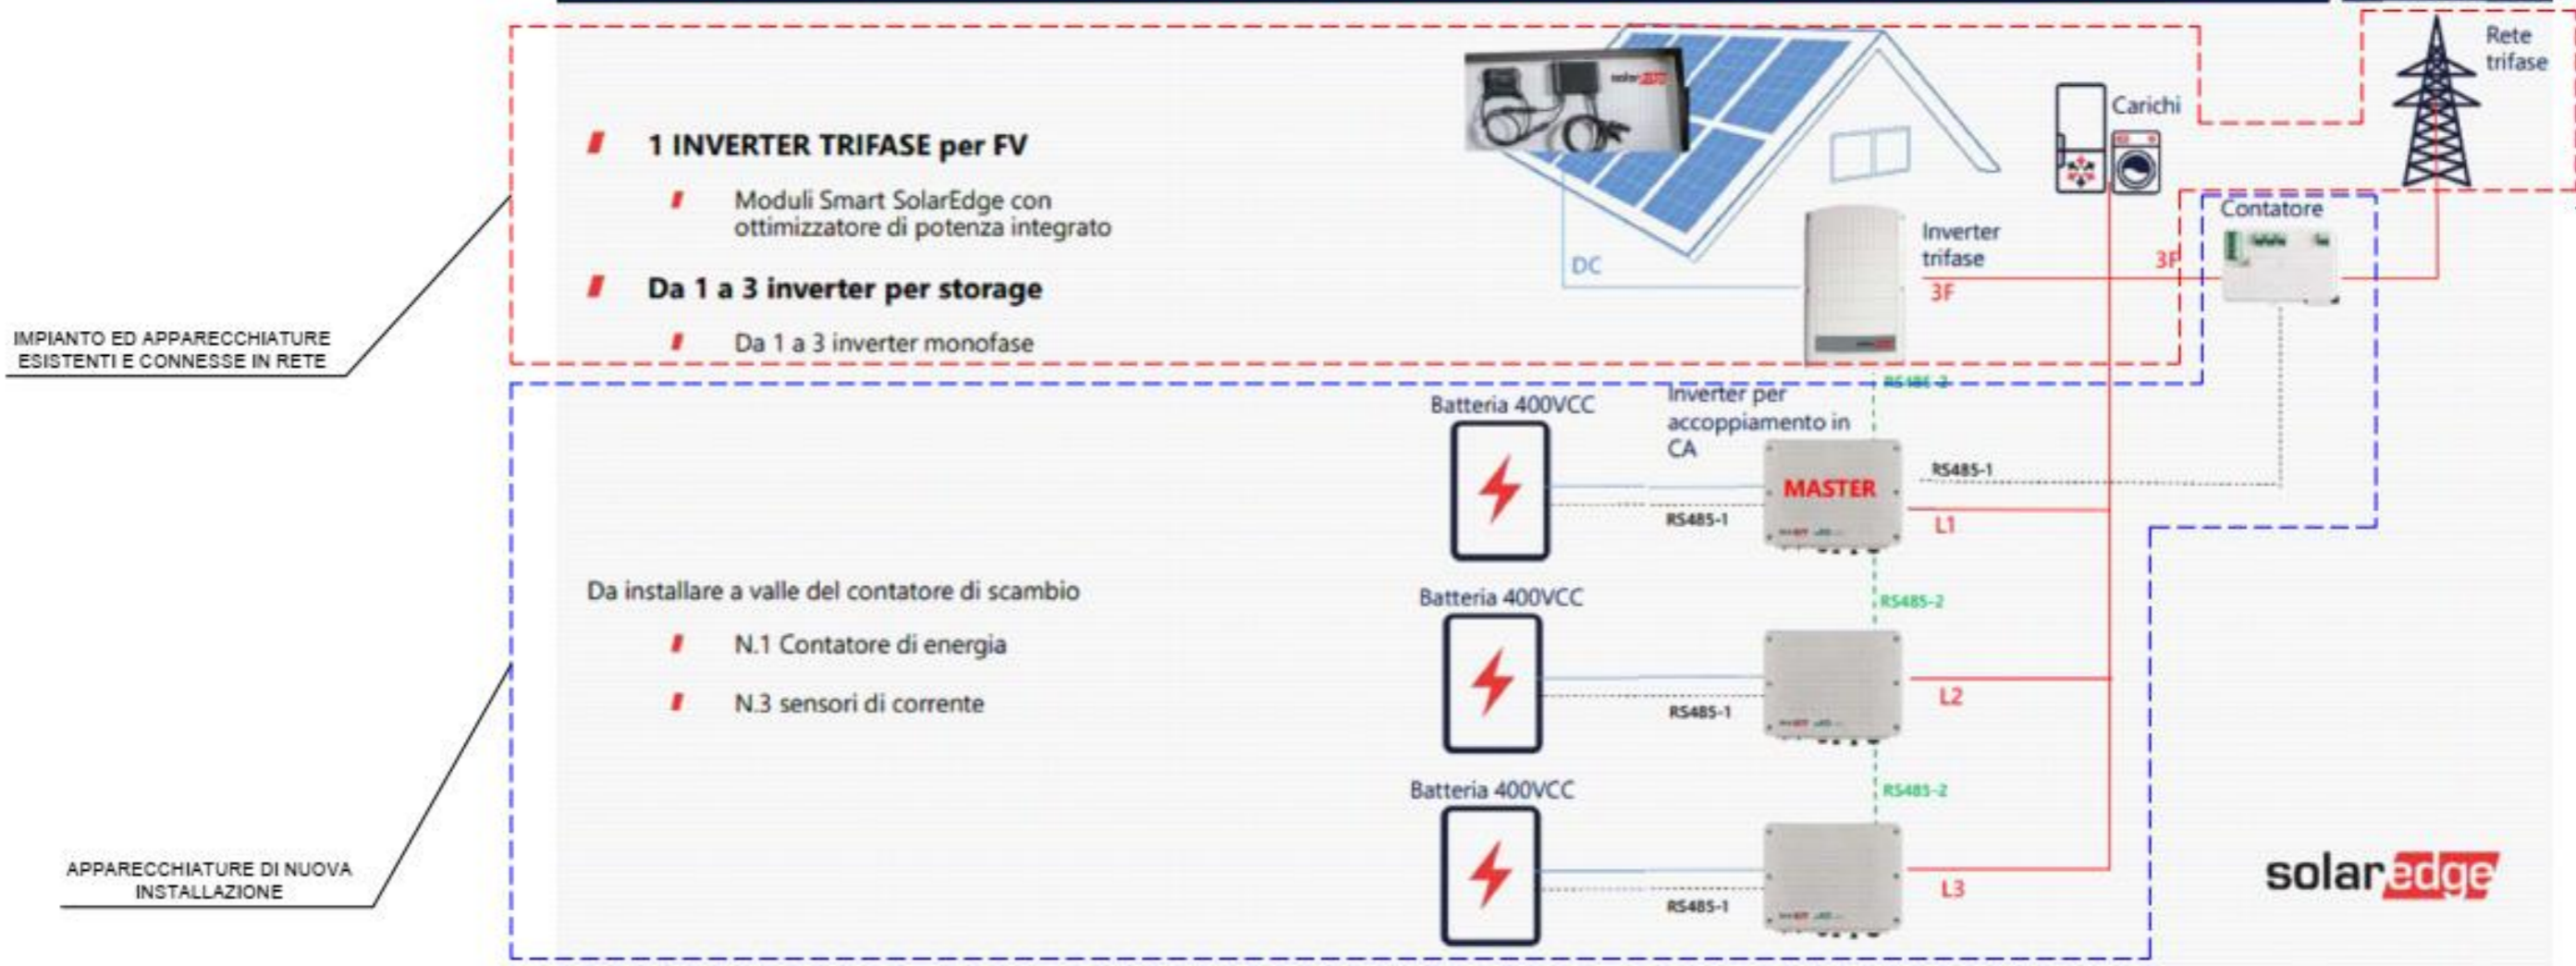 Rete
trifase
solaredge
Carichi
1 INVERTER TRIFASE per FV
Moduli Smart SolarEdge con
ottimizzatore di potenza integrato
Contatore
Inverter
trifase
DC
3F
3F
Da 1 a 3 inverter per storage
Da 1 a 3 inverter monofase
IMPIANTO ED APPARECCHIATURE
ESISTENTI E CONNESSE IN RETE
RS485-2
Batteria 400VCC
Inverter per
accoppiamento in
CA
MASTER
RS485-1
RS485-1
L1
Da installare a valle del contatore di scambio
N.1 Contatore di energia
N.3 sensori di corrente
Batteria 400VCC
RS485-2
RS485-1
L2
Batteria 400VCC
RS485-2
RS485-1
L3
APPARECCHIATURE DI NUOVA
INSTALLAZIONE
solaredge